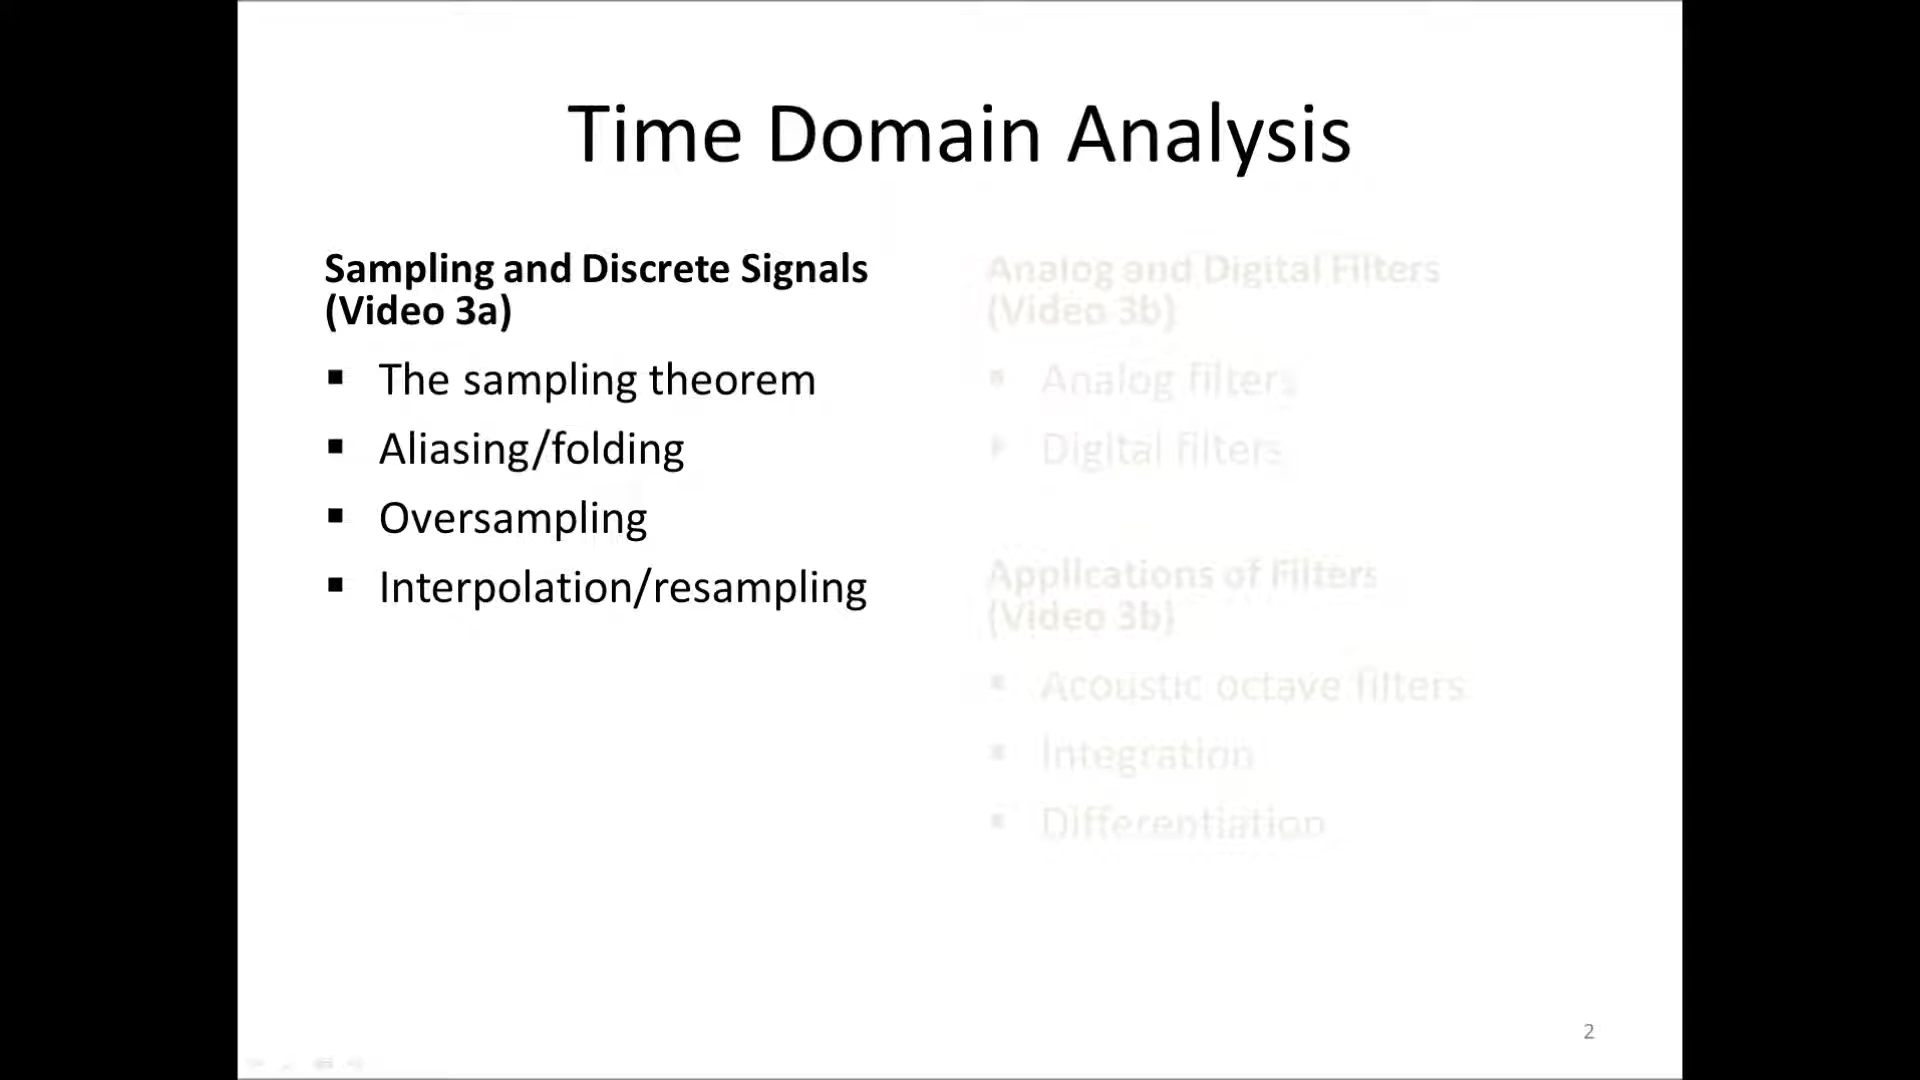 Time Domain Analysis
Sampling and Discrete Signals
(Video 3a)
▪ The sampling theorem
▪ Aliasing/folding
▪ Oversampling
▪ Interpolation/resampling
Analog and Digital Filters
(Video 3b)
▪ Analog filters
▪ Digital filters
Applications of Filters
(Video 3b)
▪ Acoustic octave filters
▪ Integration
▪ Differentiation
2